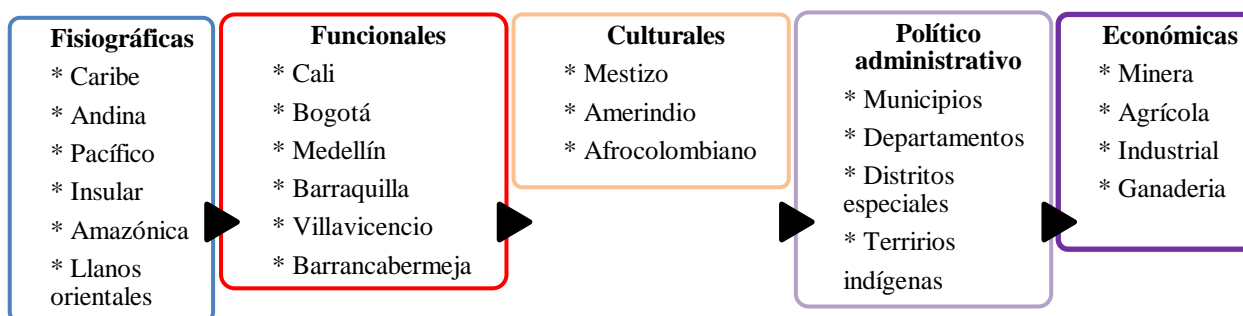 Fisiográficas
* Caribe
* Andina
* Pacífico
* Insular
* Amazónica
* Llanos
orientales
Funcionales
* Cali
* Bogotá
* Medellín
* Barraquilla
* Villavicencio
* Barrancabermeja
Culturales
* Mestizo
* Amerindio
* Afrocolombiano
Político
administrativo
* Municipios
* Departamentos
* Distritos
especiales
* Terririos
indígenas
Económicas
* Minera
* Agrícola
* Industrial
* Ganaderia